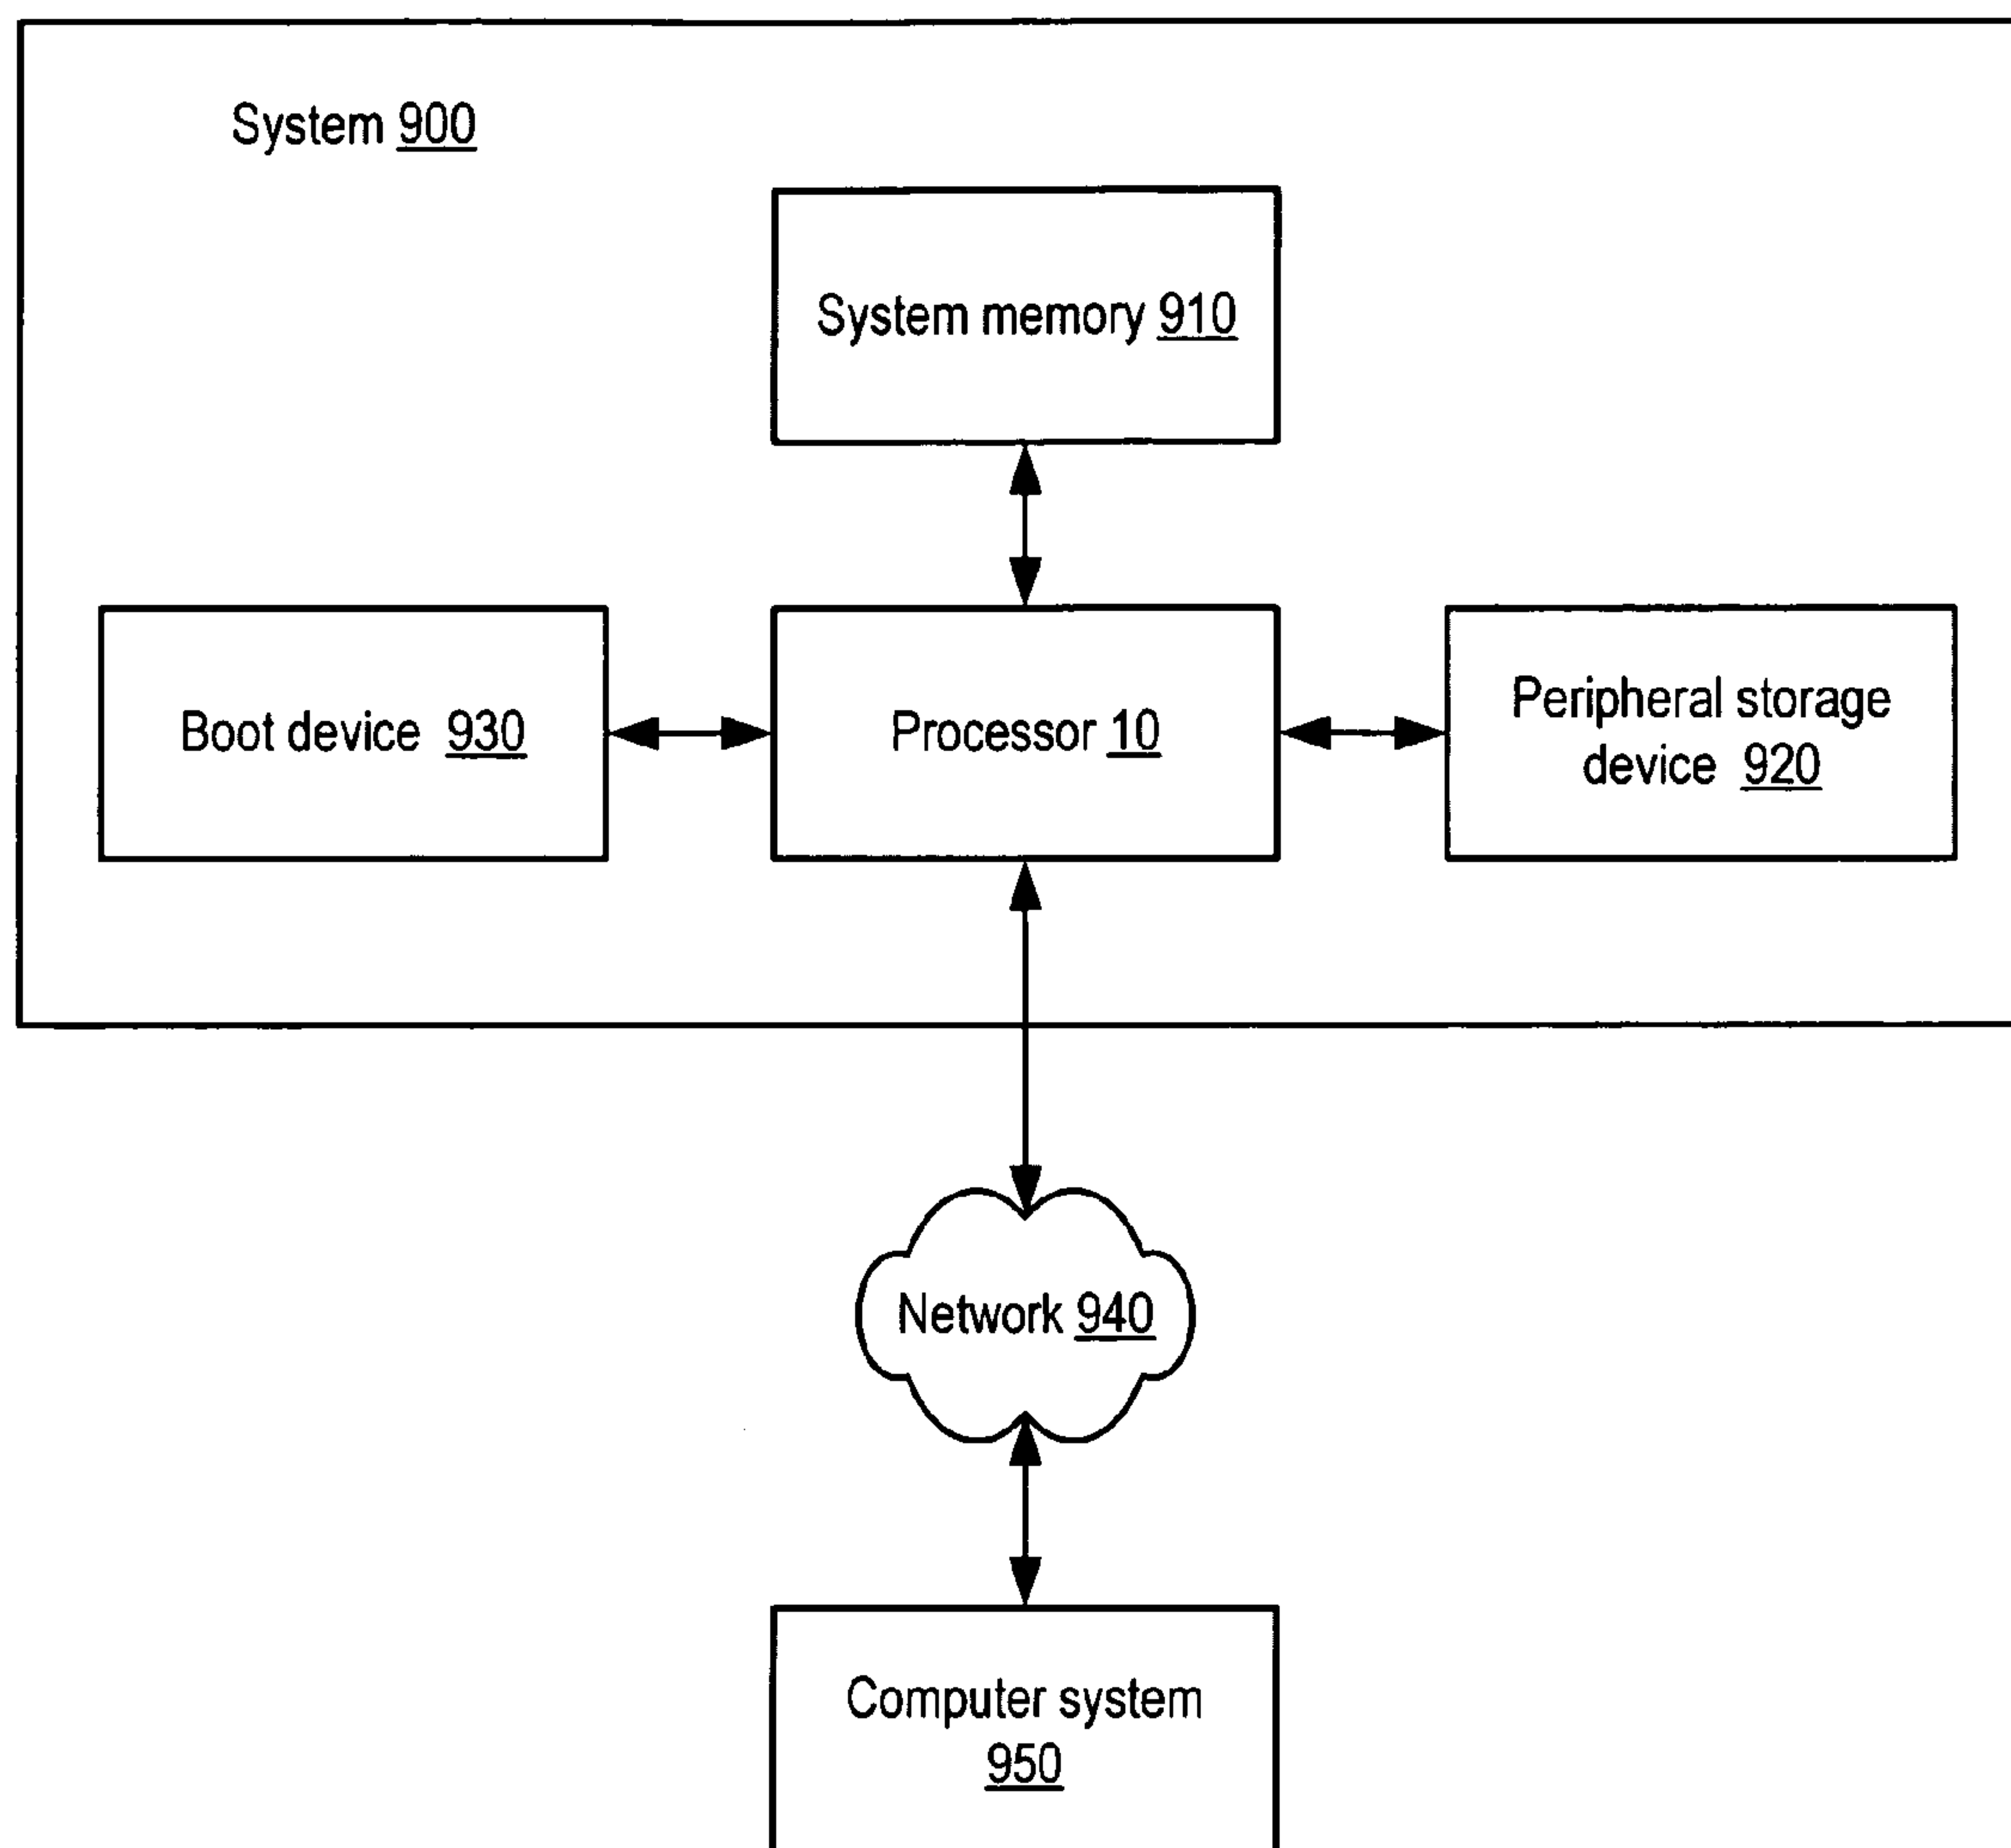 System 900
System memory 910
Boot device 930
Processor 10
Peripheral storage
device 920
Network 940
Computer system
950